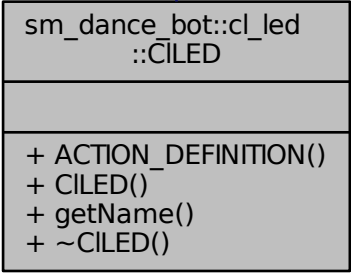 sm_dance_bot::cl_led
::ClLED
+ ACTION_DEFINITION()
+ ClLED()
+ getName()
+ ~ClLED()